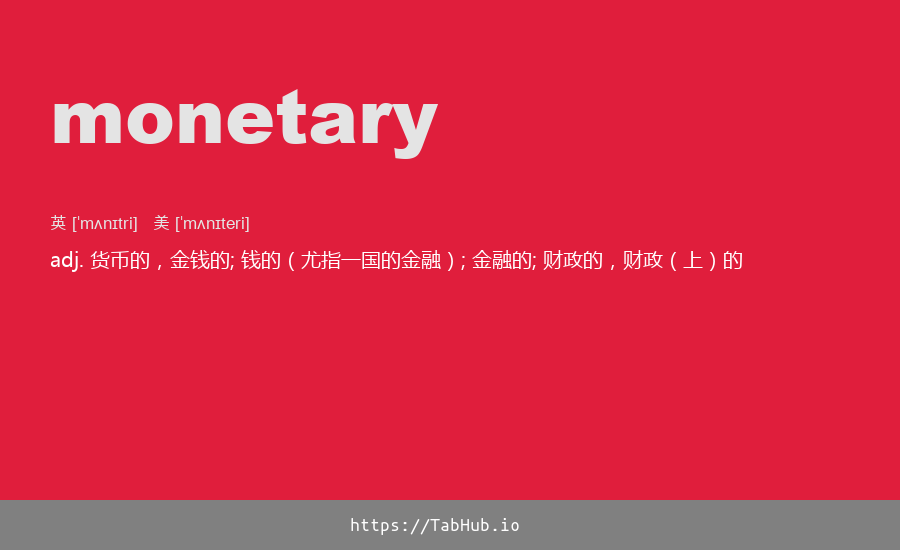 monetary
英 [ˈmʌnɪtri] 美 [ˈmʌnɪteri]
adj. 货币的，金钱的; 钱的（尤指一国的金融）; 金融的; 财政的，财政（上）的
https://TabHub.io